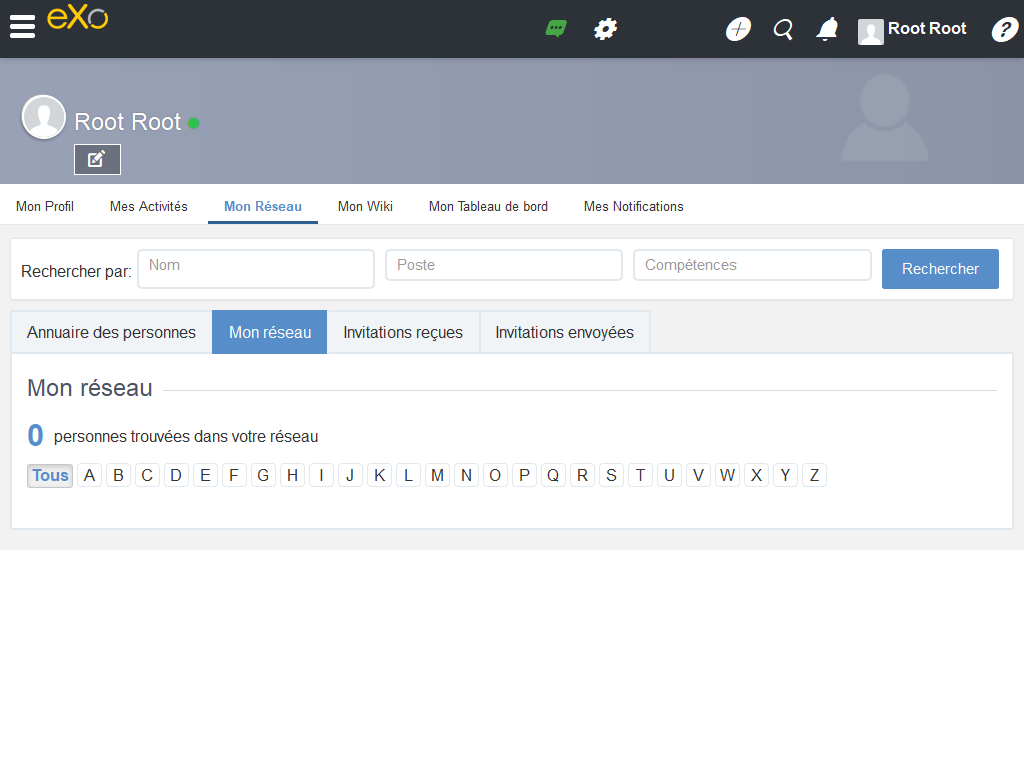 eXo
Root Root
?
Root Root
Mon Profil
Mes Activités
Mon Réseau
Mon Wiki
Mon Tableau de bord
Mes Notifications
Rechercher par:
Nom
Poste
Compétences
Rechercher
Annuaire des personnes
Mon réseau
Invitations reçues
Invitations envoyées
Mon réseau
0 personnes trouvées dans votre réseau
Tous A B C D E F G H I J K L M N O P Q R S T U V W X Y Z